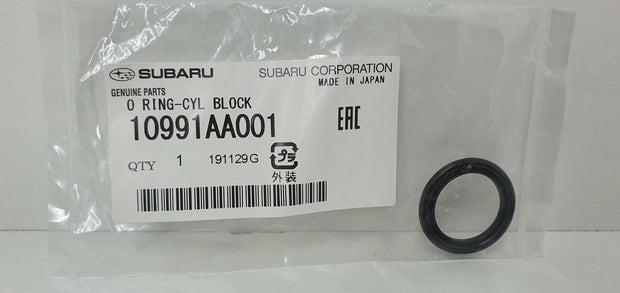 SUBARU SUBARU CORPORATION
GENUINE PARTS MADE IN JAPAN
O RING-CYL BLOCK
10991AA001 EAC
QTY 1 191129G プラ
外装